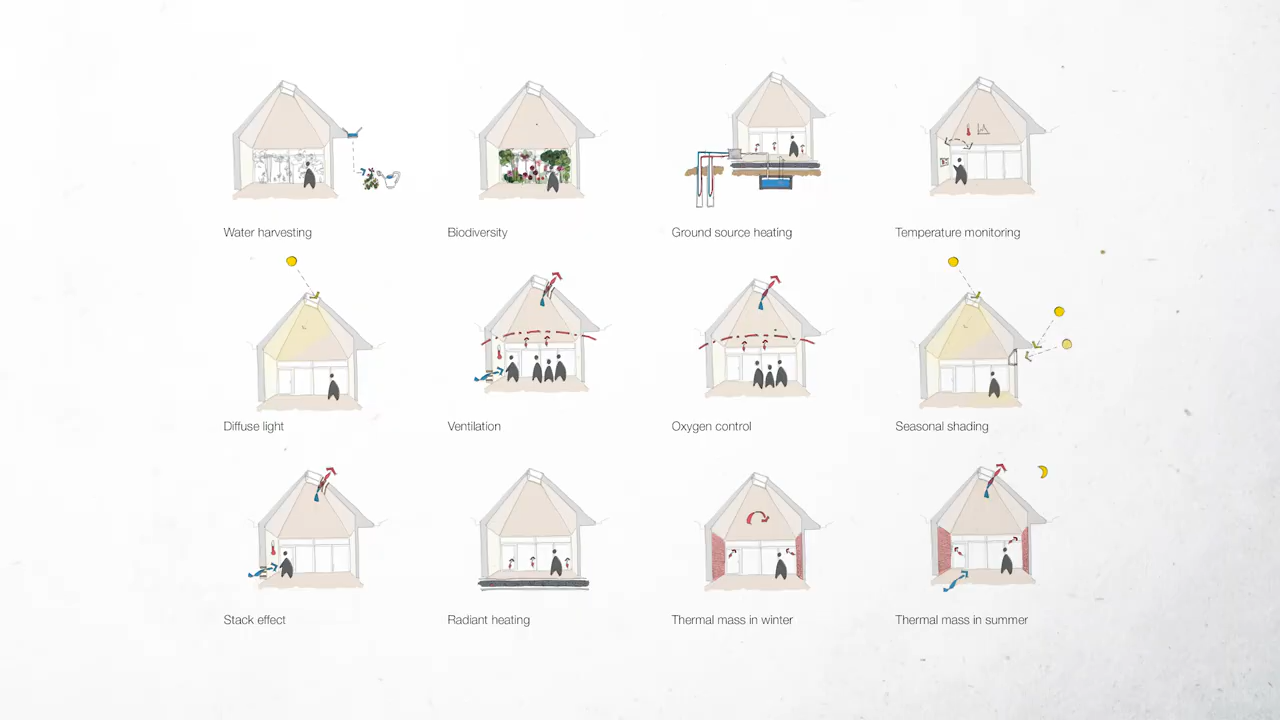 Water harvesting
Biodiversity
Ground source heating
Temperature monitoring
Diffuse light
Ventilation
Oxygen control
Seasonal shading
Stack effect
Radiant heating
Thermal mass in winter
Thermal mass in summer